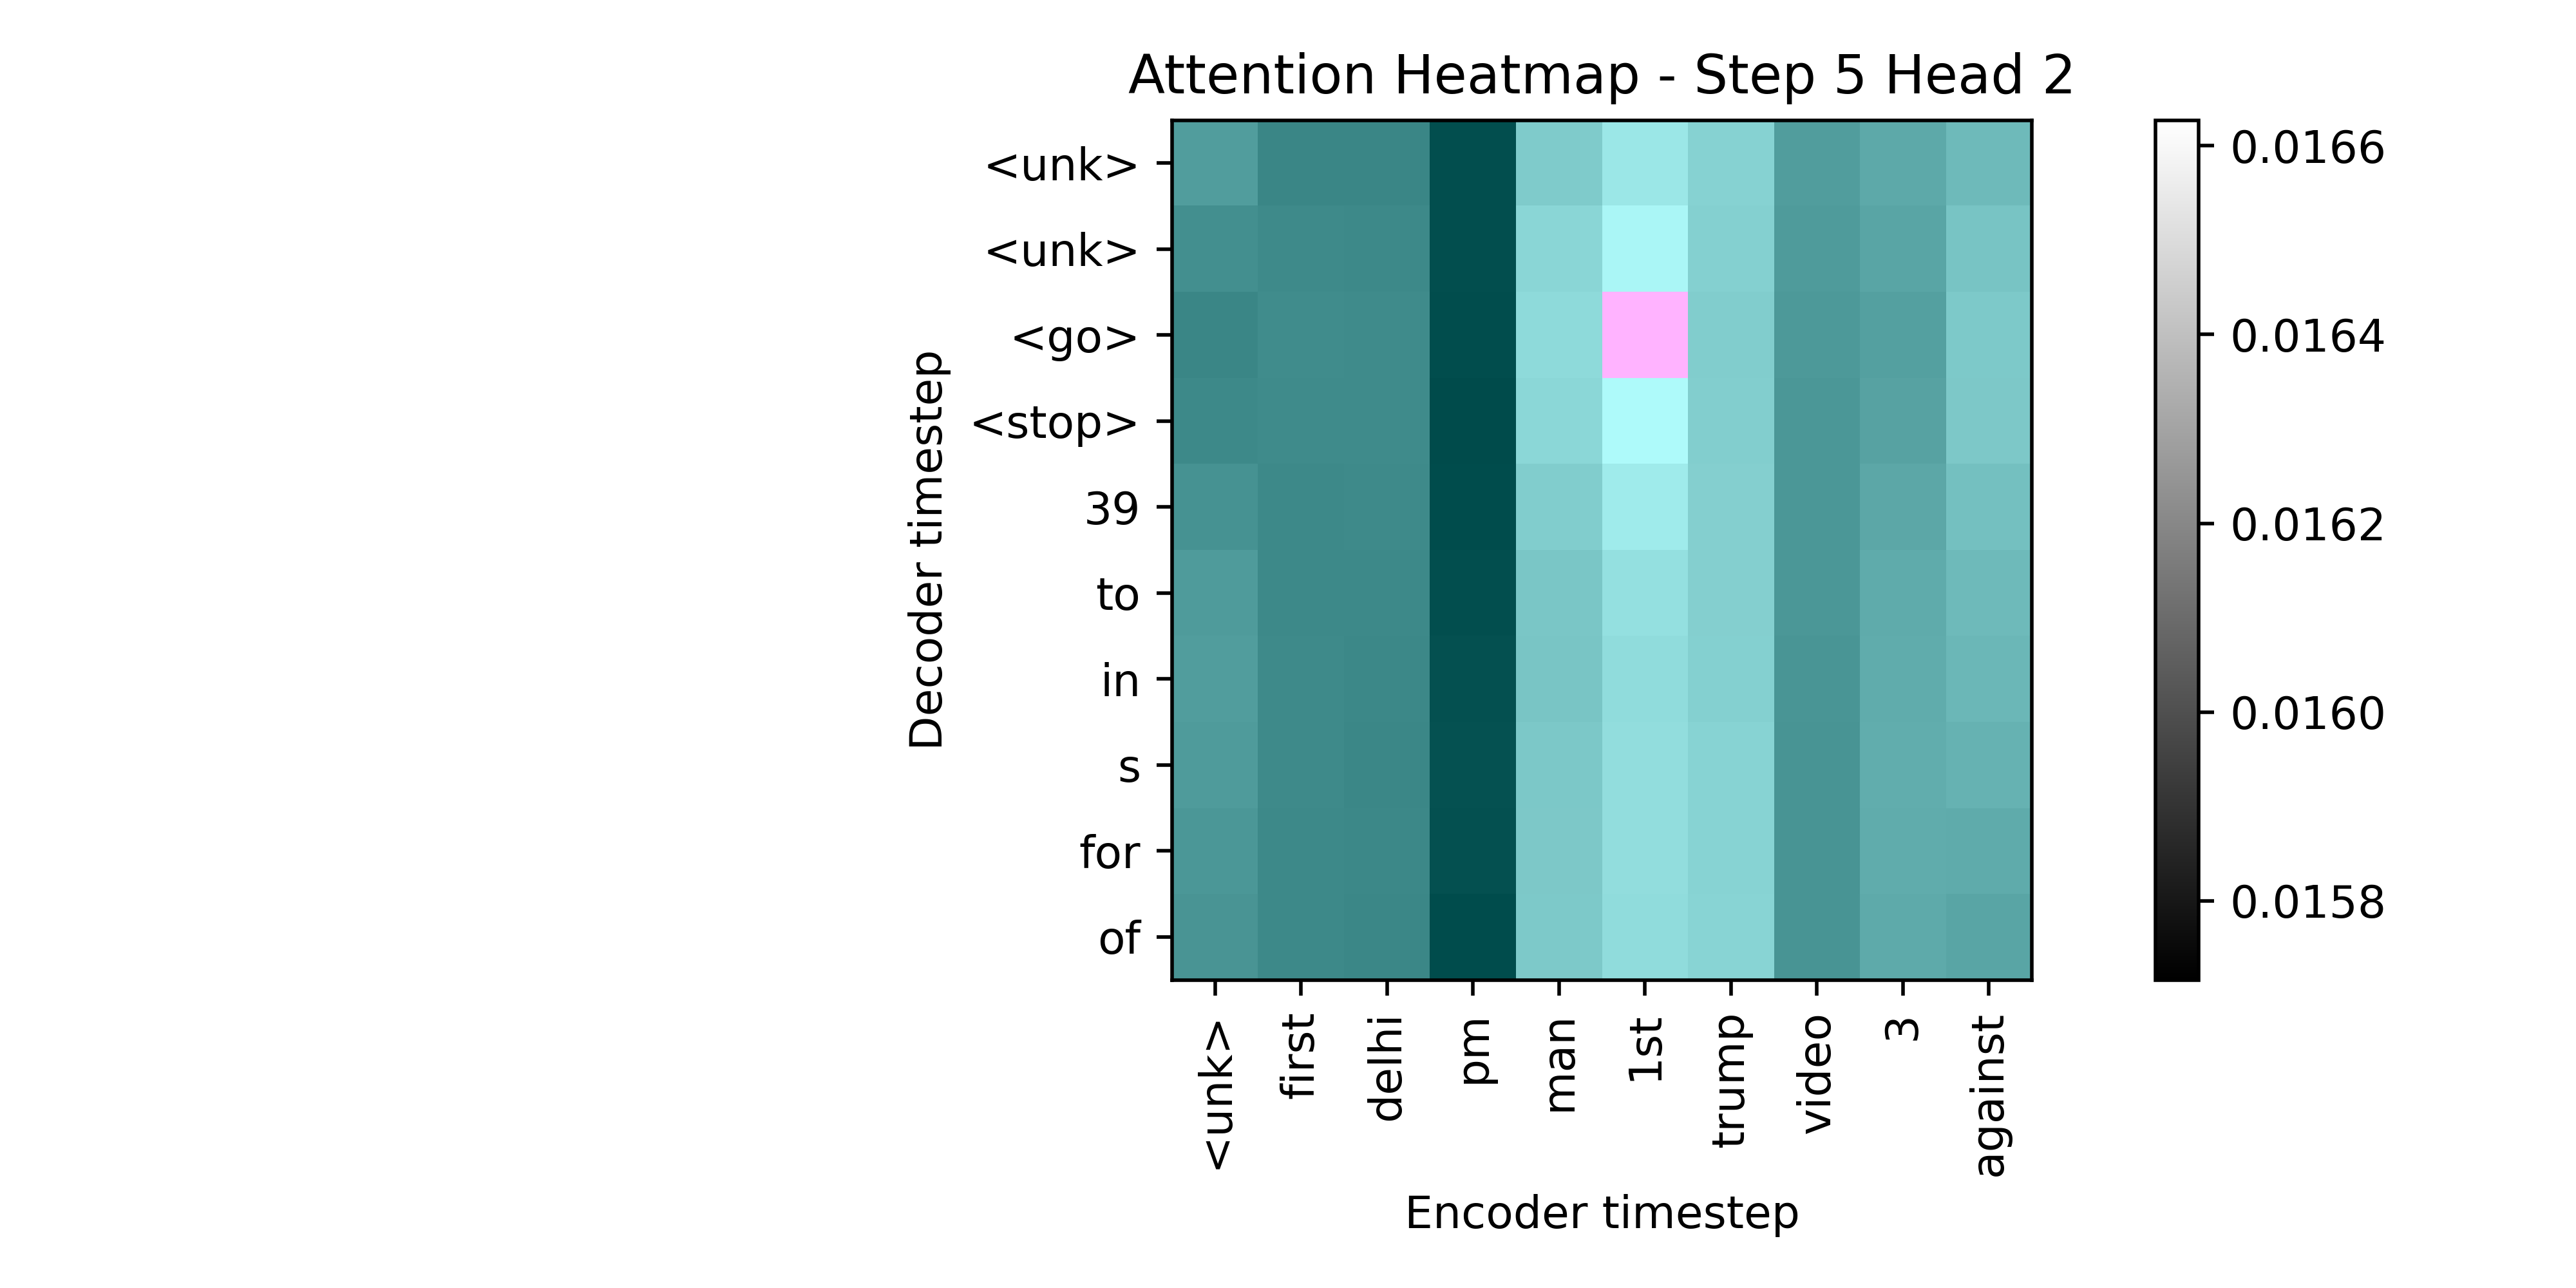 Attention Heatmap - Step 5 Head 2
Decoder timestep
<unk>
<unk>
<go>
<stop>
39
to
in
s
for
of
<unk>
first
delhi
pm
man
1st
trump
video
3
against
Encoder timestep
0.0166
0.0164
0.0162
0.0160
0.0158